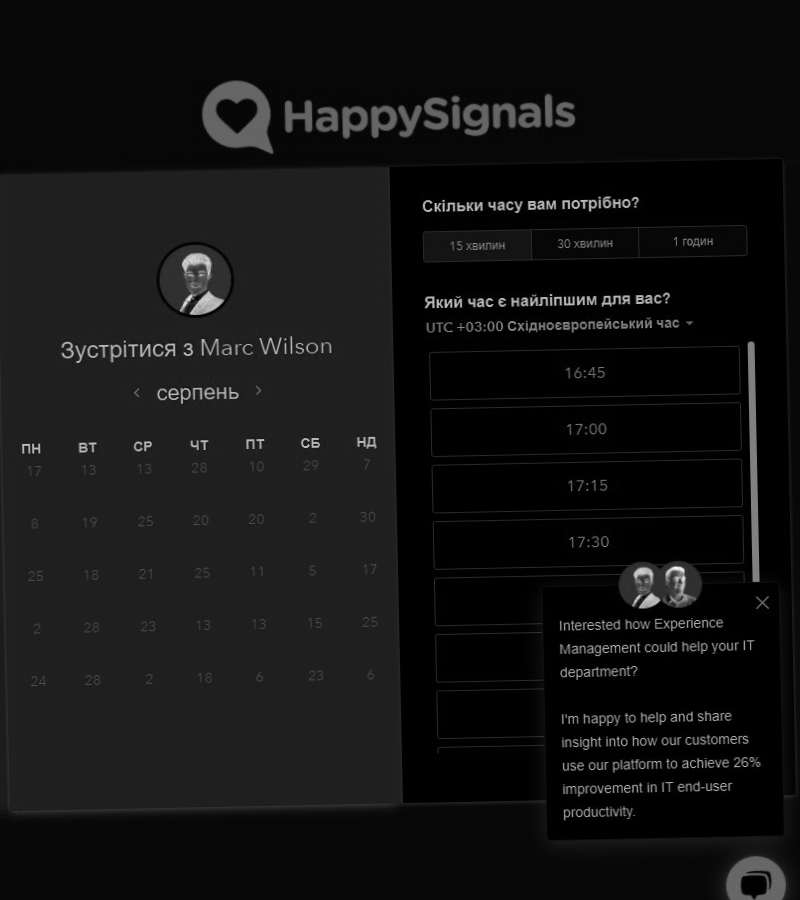 HappySignals
Зустрітися з Marc Wilson
серпень
ПН ВТ СР ЧТ ПТ СБ НД
17 13 13 28 10 29 7
8 19 25 20 20 2 30
25 18 21 25 11 5 17
2 28 23 13 13 15 25
24 28 2 18 6 23 6
Скільки часу вам потрібно?
15 хвилин 30 хвилин 1 годин
Який час є найліпшим для вас?
UTC +03:00 Східноєвропейський час
16:45
17:00
17:15
17:30
Interested how Experience
Management could help your IT
department?
I'm happy to help and share
insight into how our customers
use our platform to achieve 26%
improvement in IT end-user
productivity.